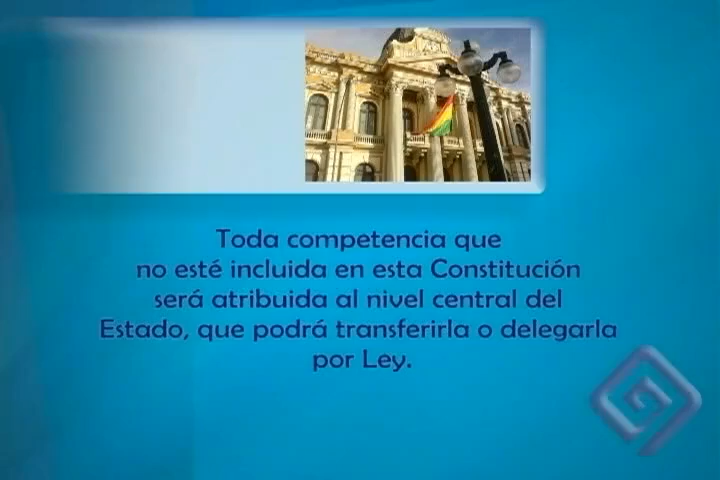 Toda competencia que
no esté incluida en esta Constitución
será atribuida al nivel central del
Estado, que podrá transferirla o delegarla
por Ley.